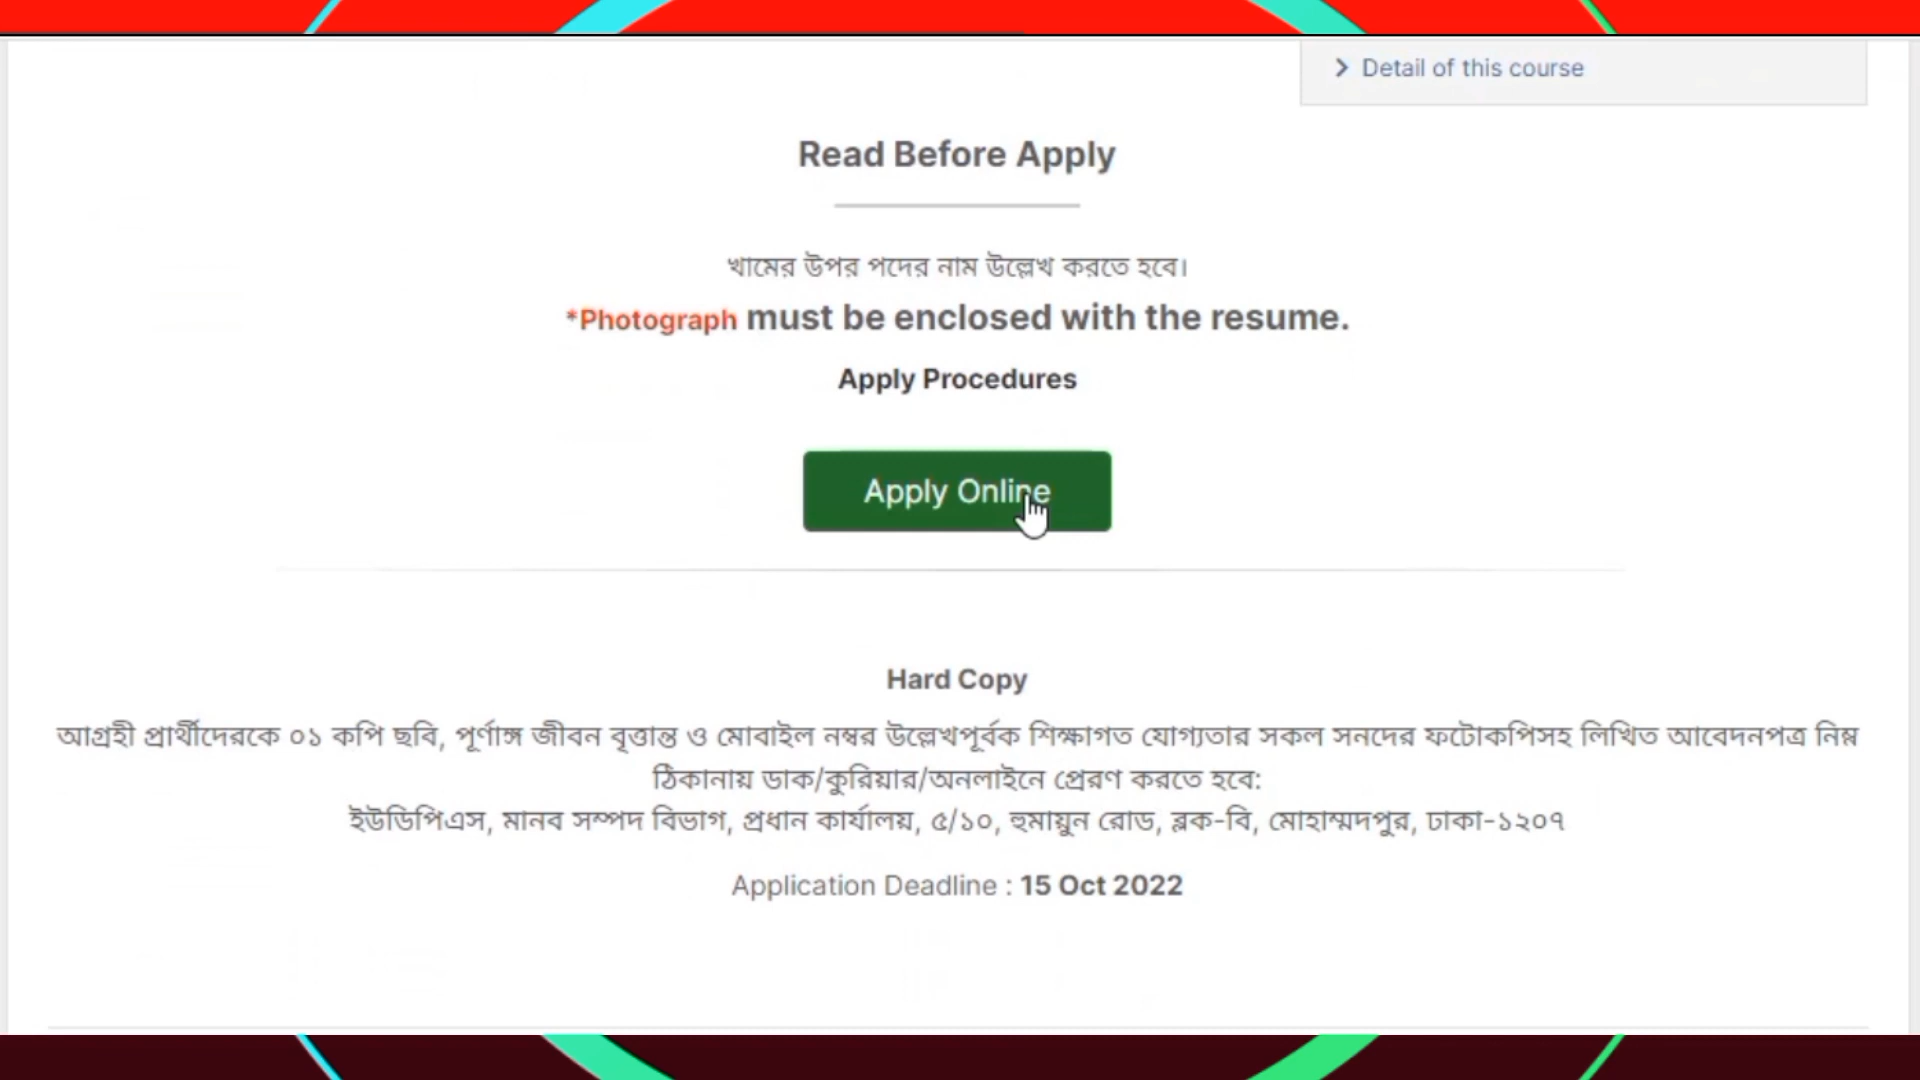 Detail of this course
Read Before Apply
খামের উপর পদের নাম উল্লেখ করতে হবে।
*Photograph must be enclosed with the resume.
Apply Procedures
Apply Online
Hard Copy
আগ্রহী প্রার্থীদেরকে ০১ কপি ছবি, পূর্ণাঙ্গ জীবন বৃত্তান্ত ও মোবাইল নম্বর উল্লেখপূর্বক শিক্ষাগত যোগ্যতার সকল সনদের ফটোকপিসহ লিখিত আবেদনপত্র নিম্ন
ঠিকানায় ডাক/কুরিয়ার/অনলাইনে প্রেরণ করতে হবে:
ইউডিপিএস, মানব সম্পদ বিভাগ, প্রধান কার্যালয়, ৫/১০, হুমায়ুন রোড, ব্লক-বি, মোহাম্মদপুর, ঢাকা-১২০৭
Application Deadline : 15 Oct 2022